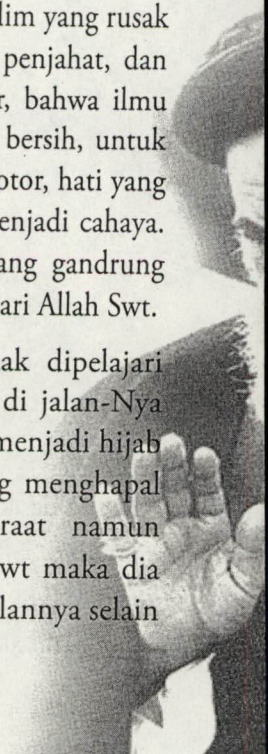 lim yang rusak
penjahat, dan
r, bahwa ilmu
bersih, untuk
otor, hati yang
enjadi cahaya.
ang gandrung
ari Allah Swt.
ak dipelajari
di jalan-Nya
menjadi hijab
g menghapal
raat namun
wt maka dia
lannya selain